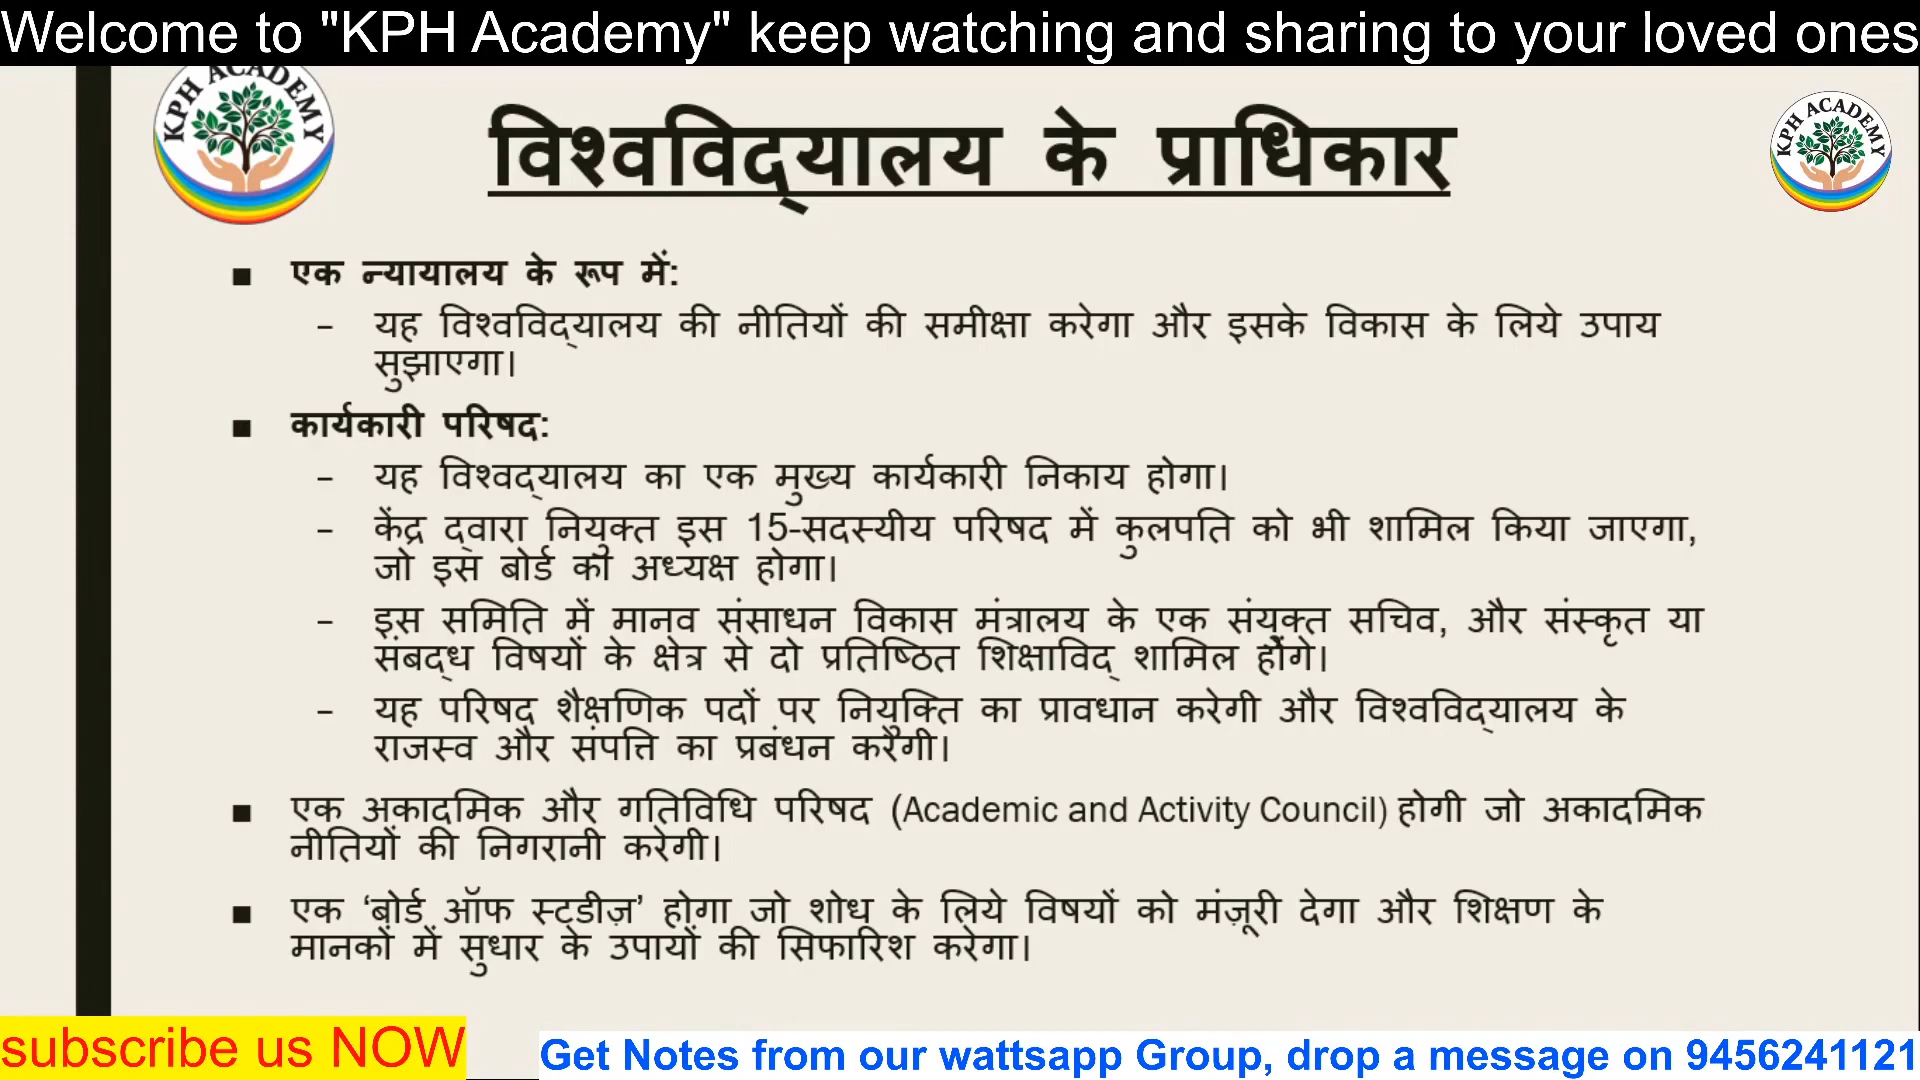 Welcome to "KPH Academy" keep watching and sharing to your loved ones
KPH ACADEMY
KPH ACADEMY
विश्वविद्यालय के प्राधिकार
■ एक न्यायालय के रूप में:
– यह विश्वविद्यालय की नीतियों की समीक्षा करेगा और इसके विकास के लिये उपाय
सुझाएगा।
■ कार्यकारी परिषद:
– यह विश्वद्यालय का एक मुख्य कार्यकारी निकाय होगा।
– केंद्र द्वारा नियुक्त इस 15-सदस्यीय परिषद में कुलपति को भी शामिल किया जाएगा,
जो इस बोर्ड का अध्यक्ष होगा।
– इस समिति में मानव संसाधन विकास मंत्रालय के एक संयुक्त सचिव, और संस्कृत या
संबद्ध विषयों के क्षेत्र से दो प्रतिष्ठित शिक्षाविद् शामिल होंगे।
– यह परिषद् शैक्षणिक पदों पर नियुक्ति का प्रावधान करेगी और विश्वविद्यालय के
राजस्व और संपत्ति का प्रबंधन करेगी।
■ एक अकादमिक और गतिविधि परिषद (Academic and Activity Council) होगी जो अकादमिक
नीतियों की निगरानी करेगी।
■ एक ‘बोर्ड ऑफ स्टडीज़’ होगा जो शोध के लिये विषयों को मंज़ूरी देगा और शिक्षण के
मानकों में सुधार के उपायों की सिफारिश करेगा।
subscribe us NOW
Get Notes from our wattsapp Group, drop a message on 9456241121